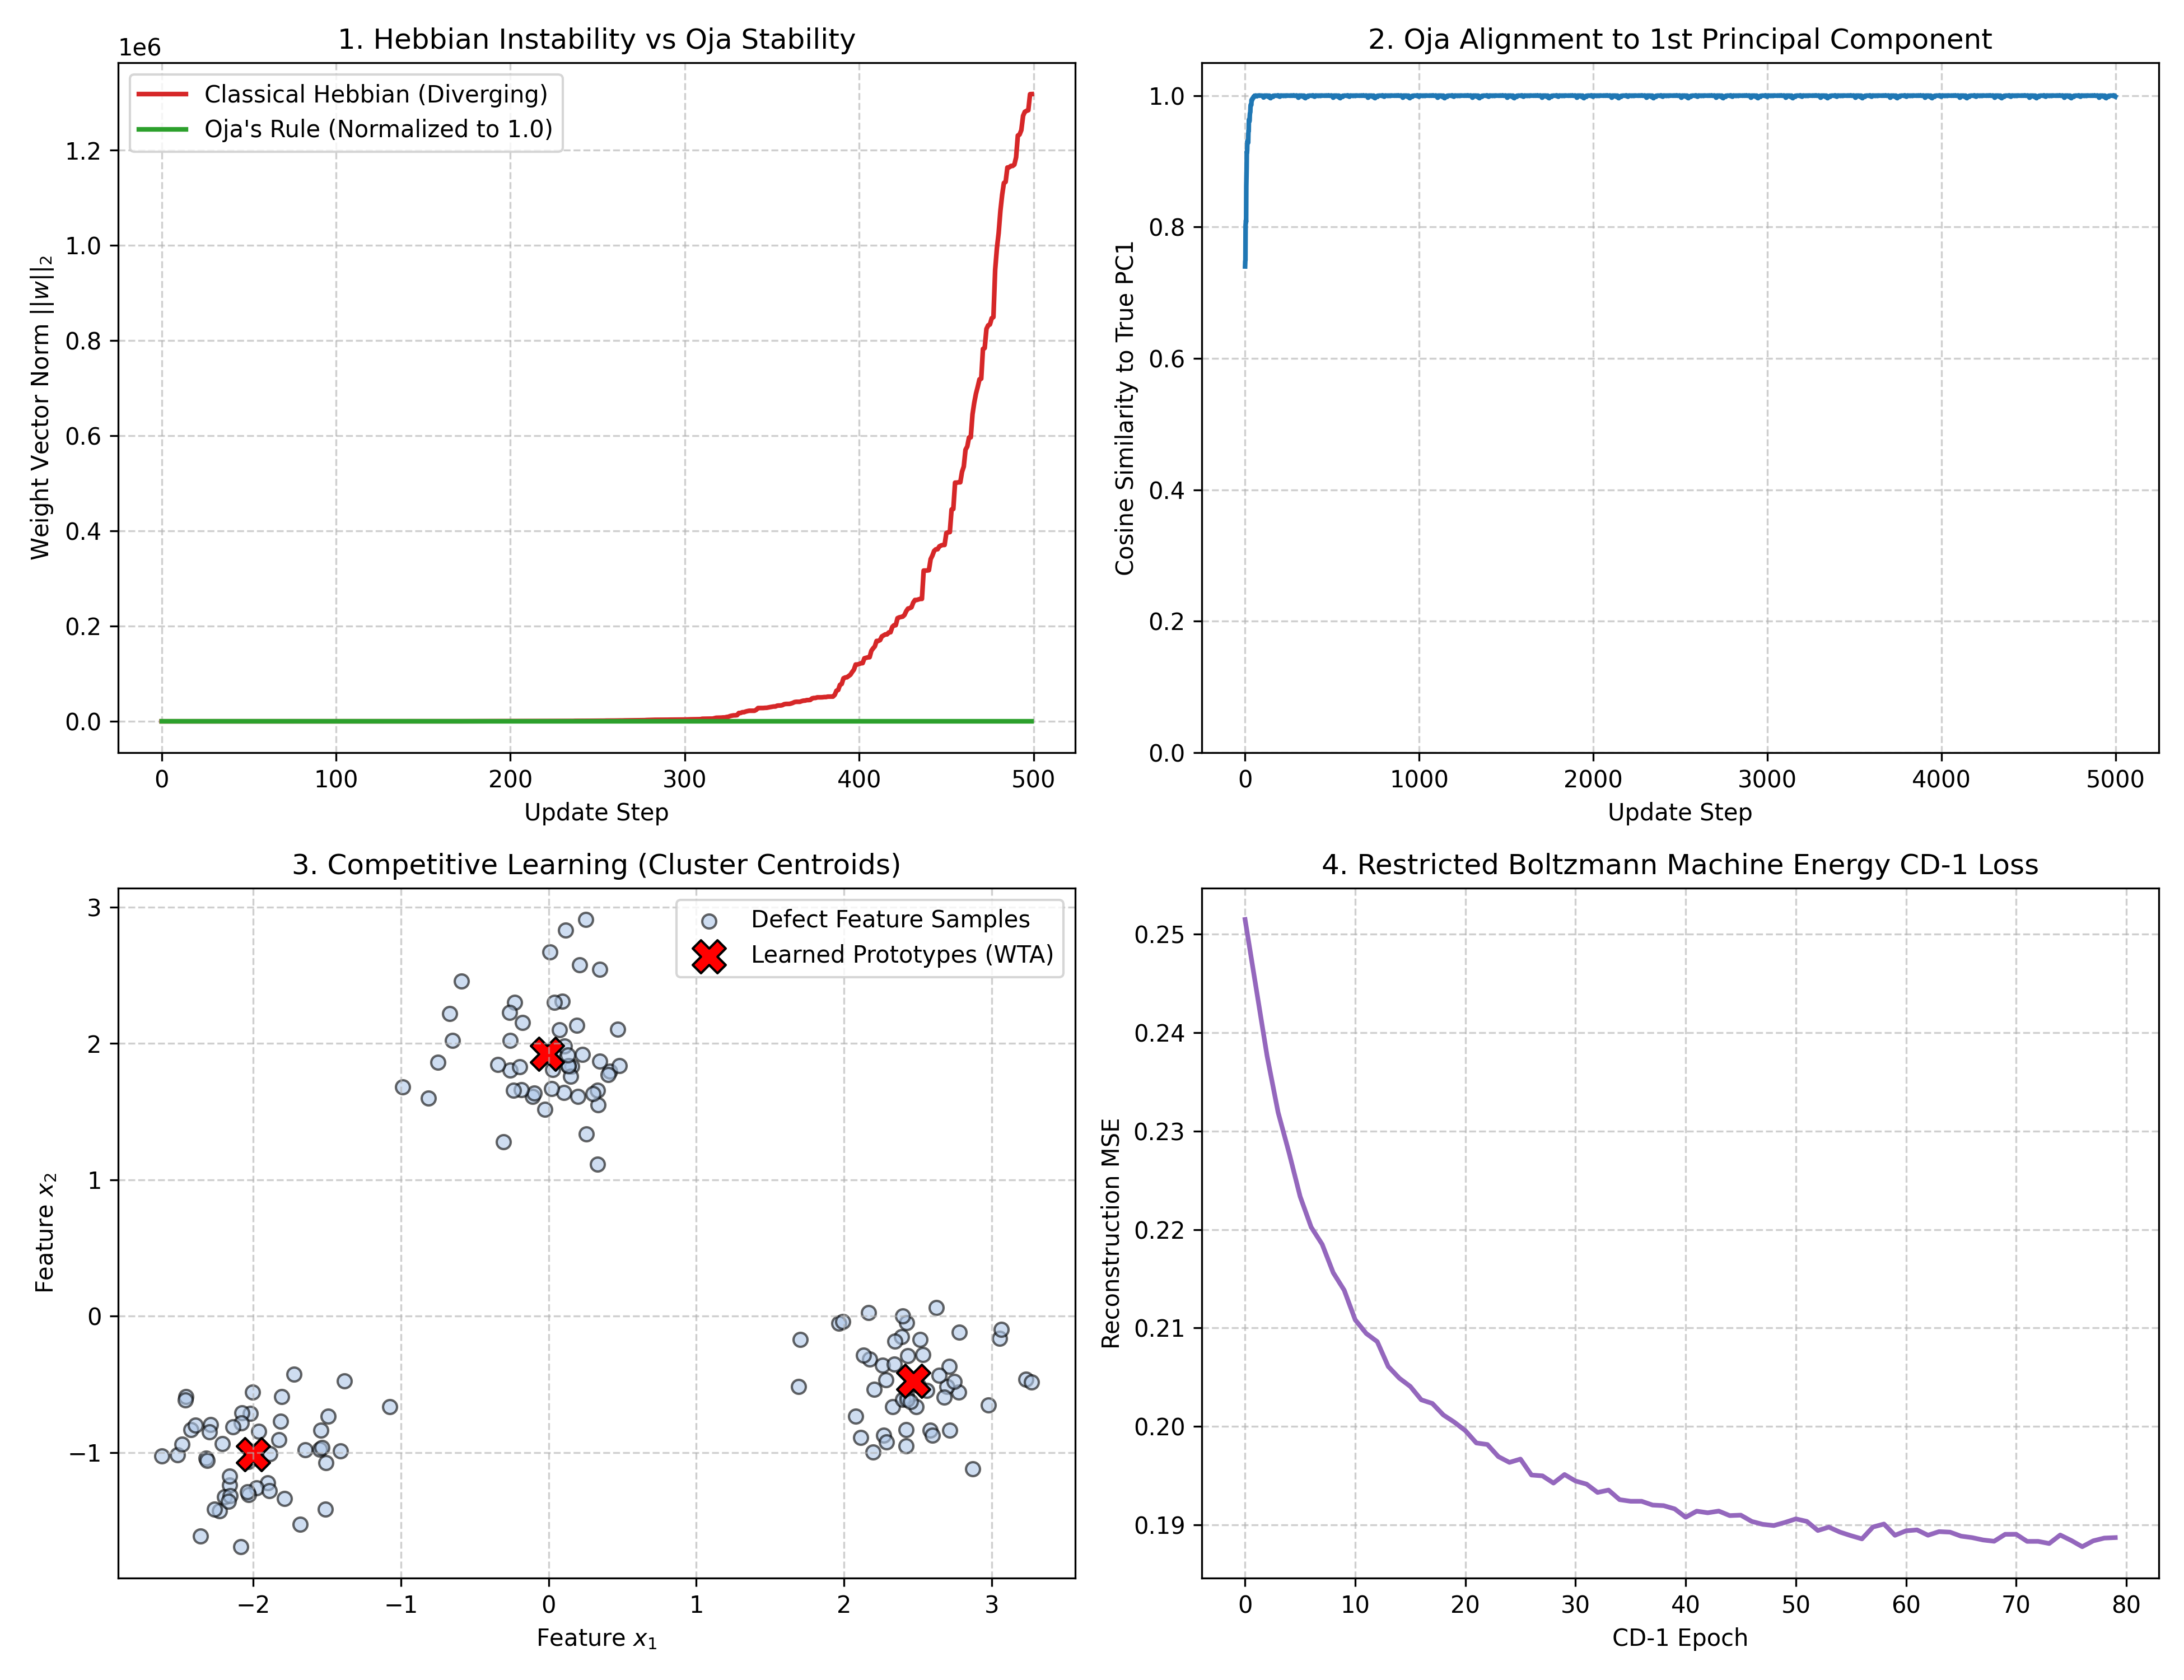 1. Hebbian Instability vs Oja Stability
1e6
Classical Hebbian (Diverging)
Oja's Rule (Normalized to 1.0)
Weight Vector Norm ||w||₂
1.2
1.0
0.8
0.6
0.4
0.2
0.0
0 100 200 300 400 500
Update Step
2. Oja Alignment to 1st Principal Component
Cosine Similarity to True PC1
1.0
0.8
0.6
0.4
0.2
0.0
0 1000 2000 3000 4000 5000
Update Step
3. Competitive Learning (Cluster Centroids)
Defect Feature Samples
Learned Prototypes (WTA)
Feature x₂
3
2
1
0
−1
−2 −1 0 1 2 3
Feature x₁
4. Restricted Boltzmann Machine Energy CD-1 Loss
Reconstruction MSE
0.25
0.24
0.23
0.22
0.21
0.20
0.19
0 10 20 30 40 50 60 70 80
CD-1 Epoch